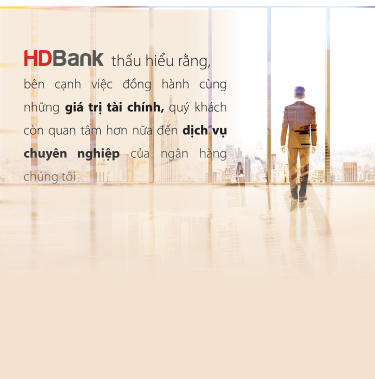 HDBank thấu hiểu rằng,
bên cạnh việc đồng hành cùng
những giá trị tài chính, quý khách
còn quan tâm hơn nữa đến dịch vụ
chuyên nghiệp của ngân hàng
chúng tôi